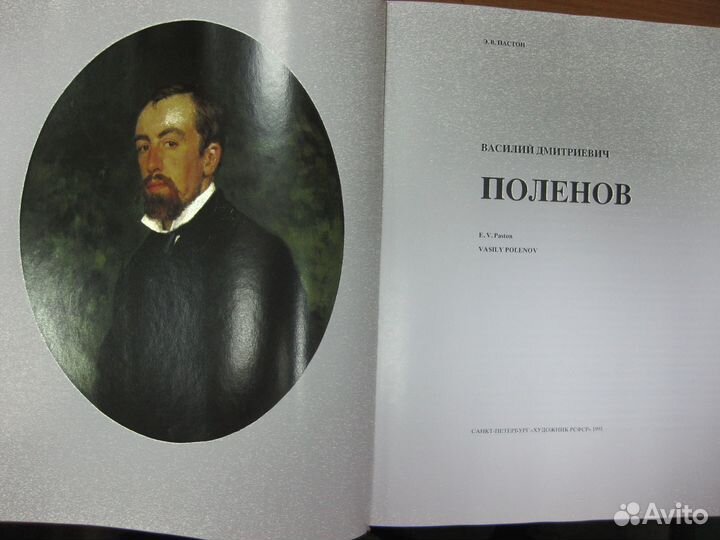 Э. В. ПАСТОН
ВАСИЛИЙ ДМИТРИЕВИЧ
ПОЛЕНОВ
E. V. Paston
VASILY POLENOV
САНКТ-ПЕТЕРБУРГ «ХУДОЖНИК РСФСР» 1991
Avito